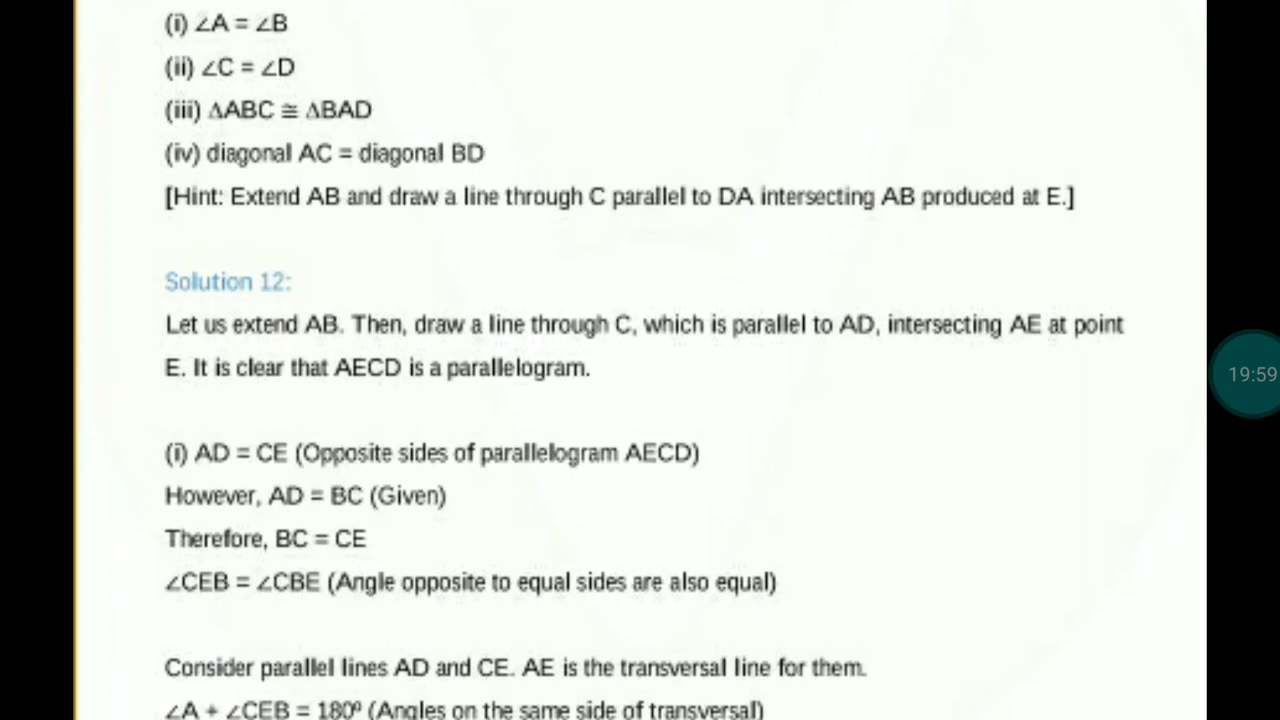 (i) ∠A = ∠B
(ii) ∠C = ∠D
(iii) ΔABC ≅ ΔBAD
(iv) diagonal AC = diagonal BD
[Hint: Extend AB and draw a line through C parallel to DA intersecting AB produced at E.]
Solution 12:
Let us extend AB. Then, draw a line through C, which is parallel to AD, intersecting AE at point
E. It is clear that AECD is a parallelogram.
(i) AD = CE (Opposite sides of parallelogram AECD)
However, AD = BC (Given)
Therefore, BC = CE
∠CEB = ∠CBE (Angle opposite to equal sides are also equal)
Consider parallel lines AD and CE. AE is the transversal line for them.
∠A + ∠CEB = 180º (Angles on the same side of transversal)
19:59